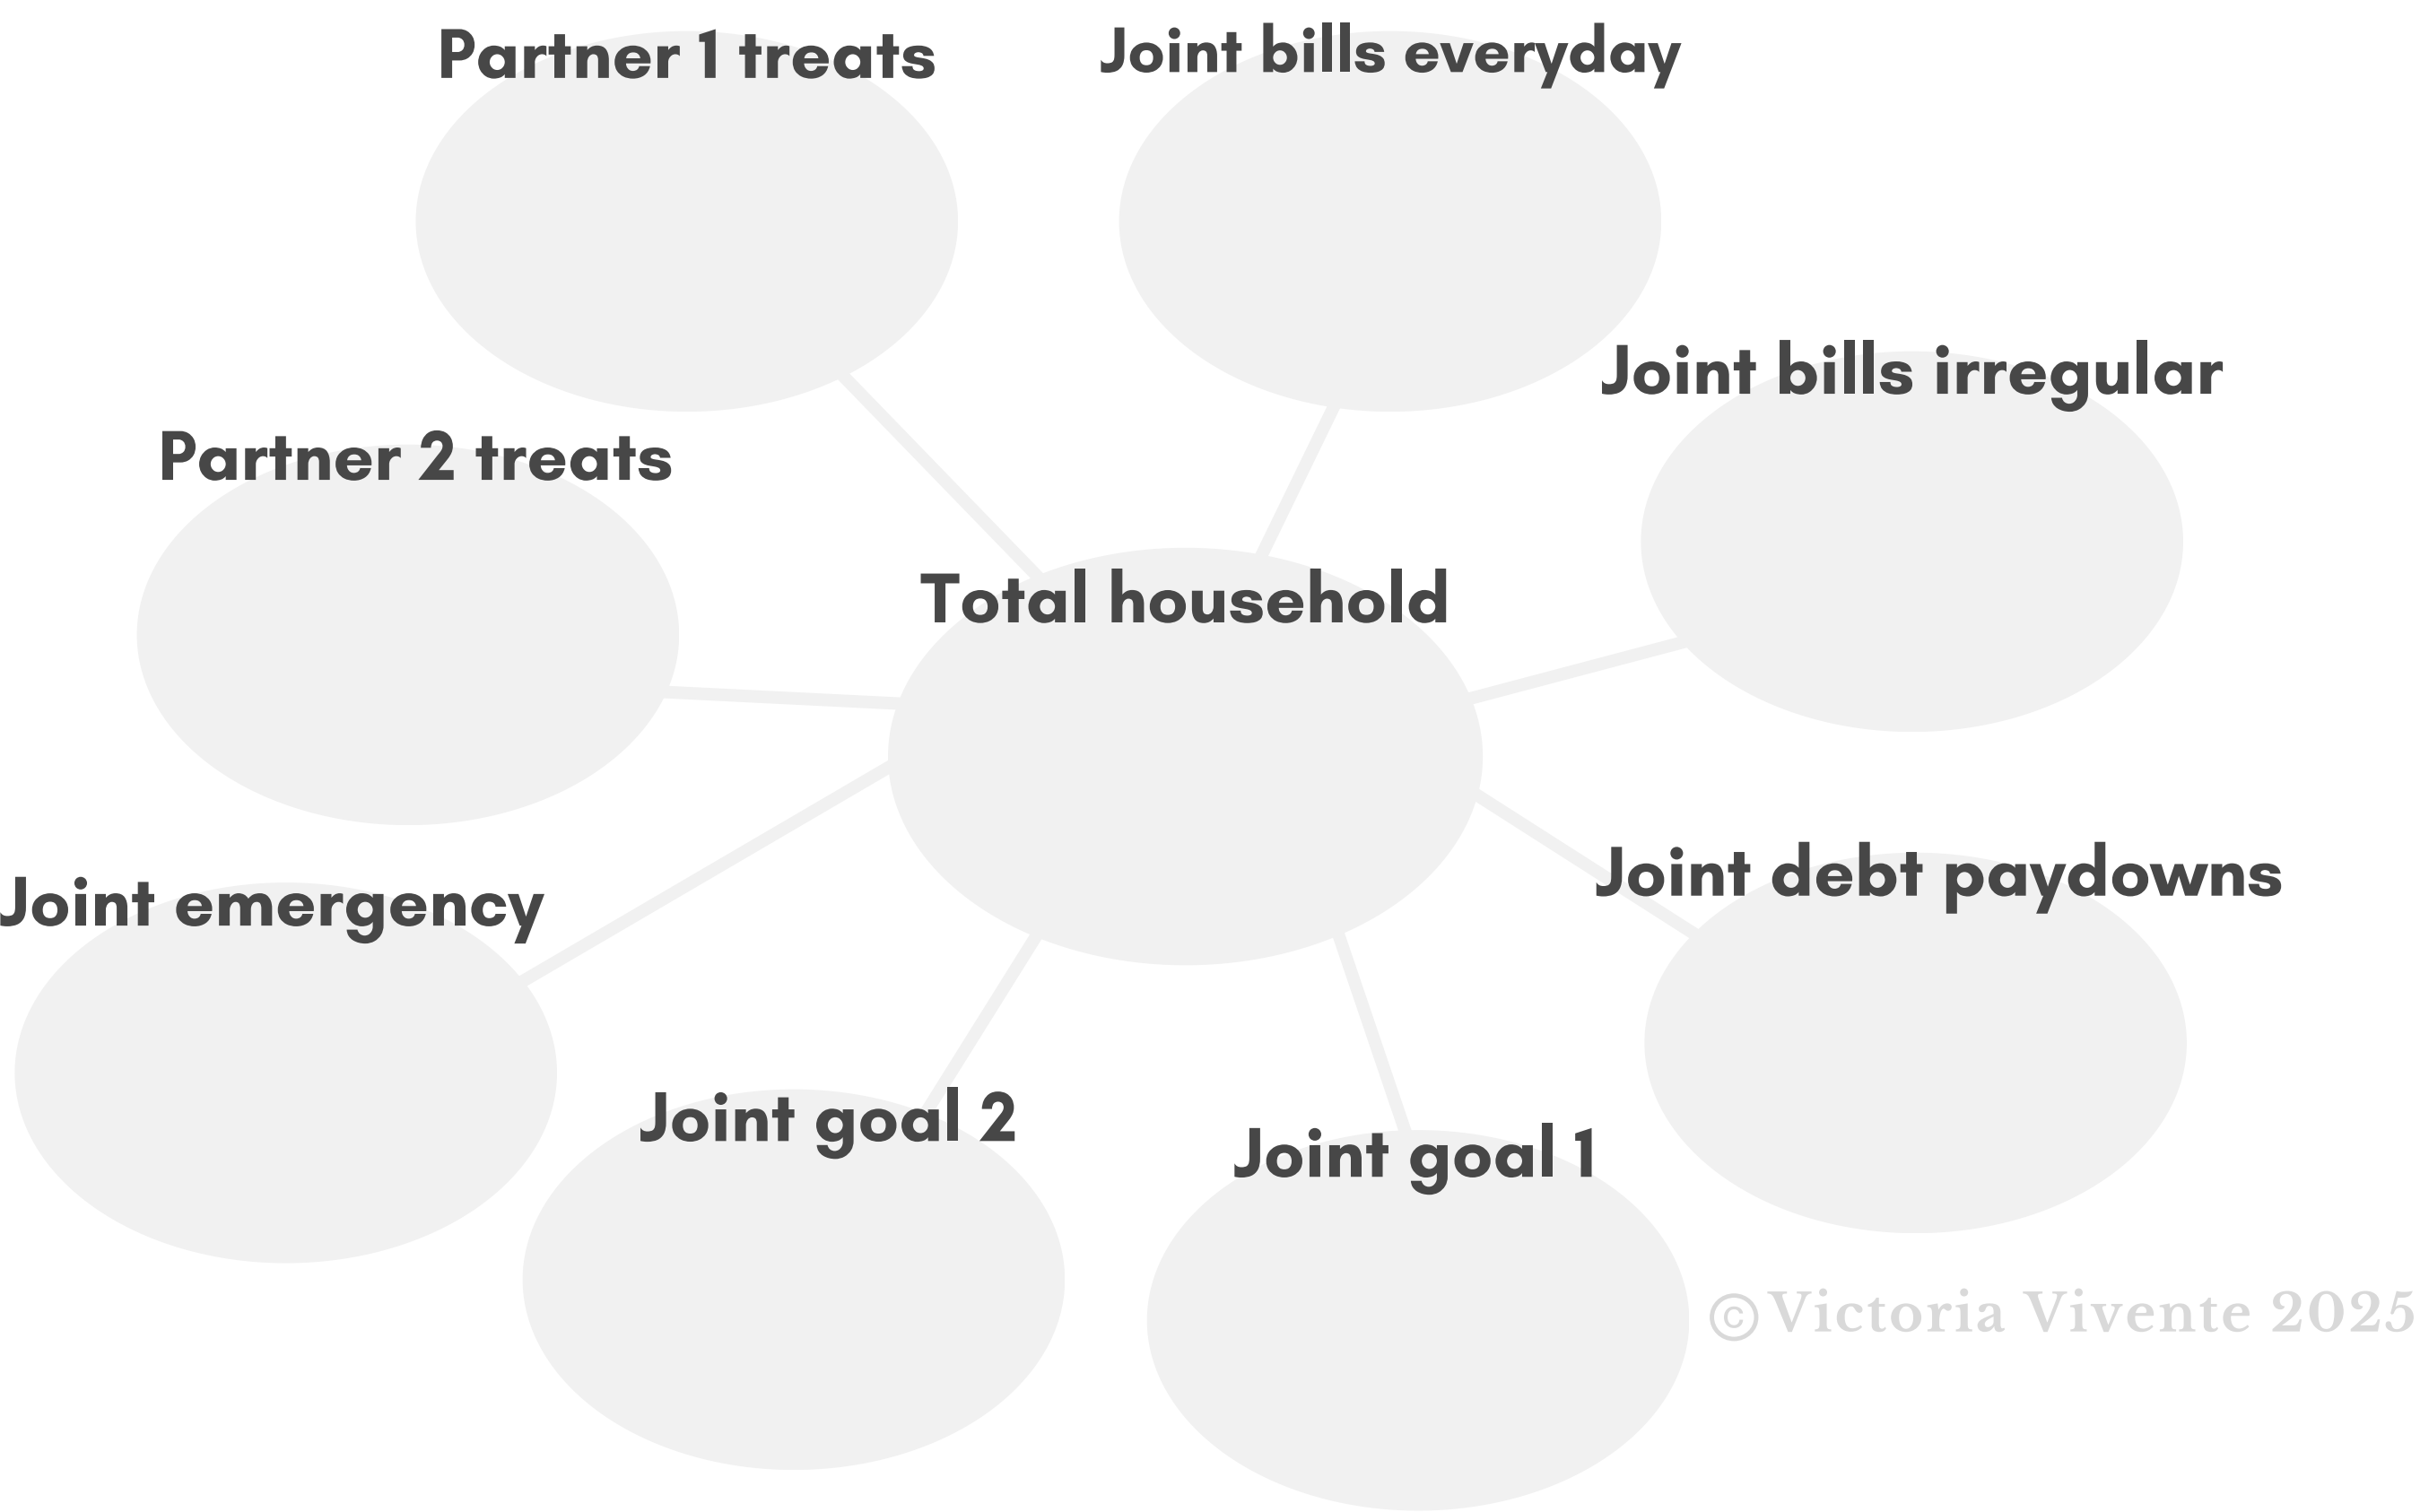 Partner 1 treats
Joint bills everyday
Joint bills irregular
Partner 2 treats
Total household
Joint debt paydowns
Joint emergency
Joint goal 2
Joint goal 1
©Victoria Vivente 2025